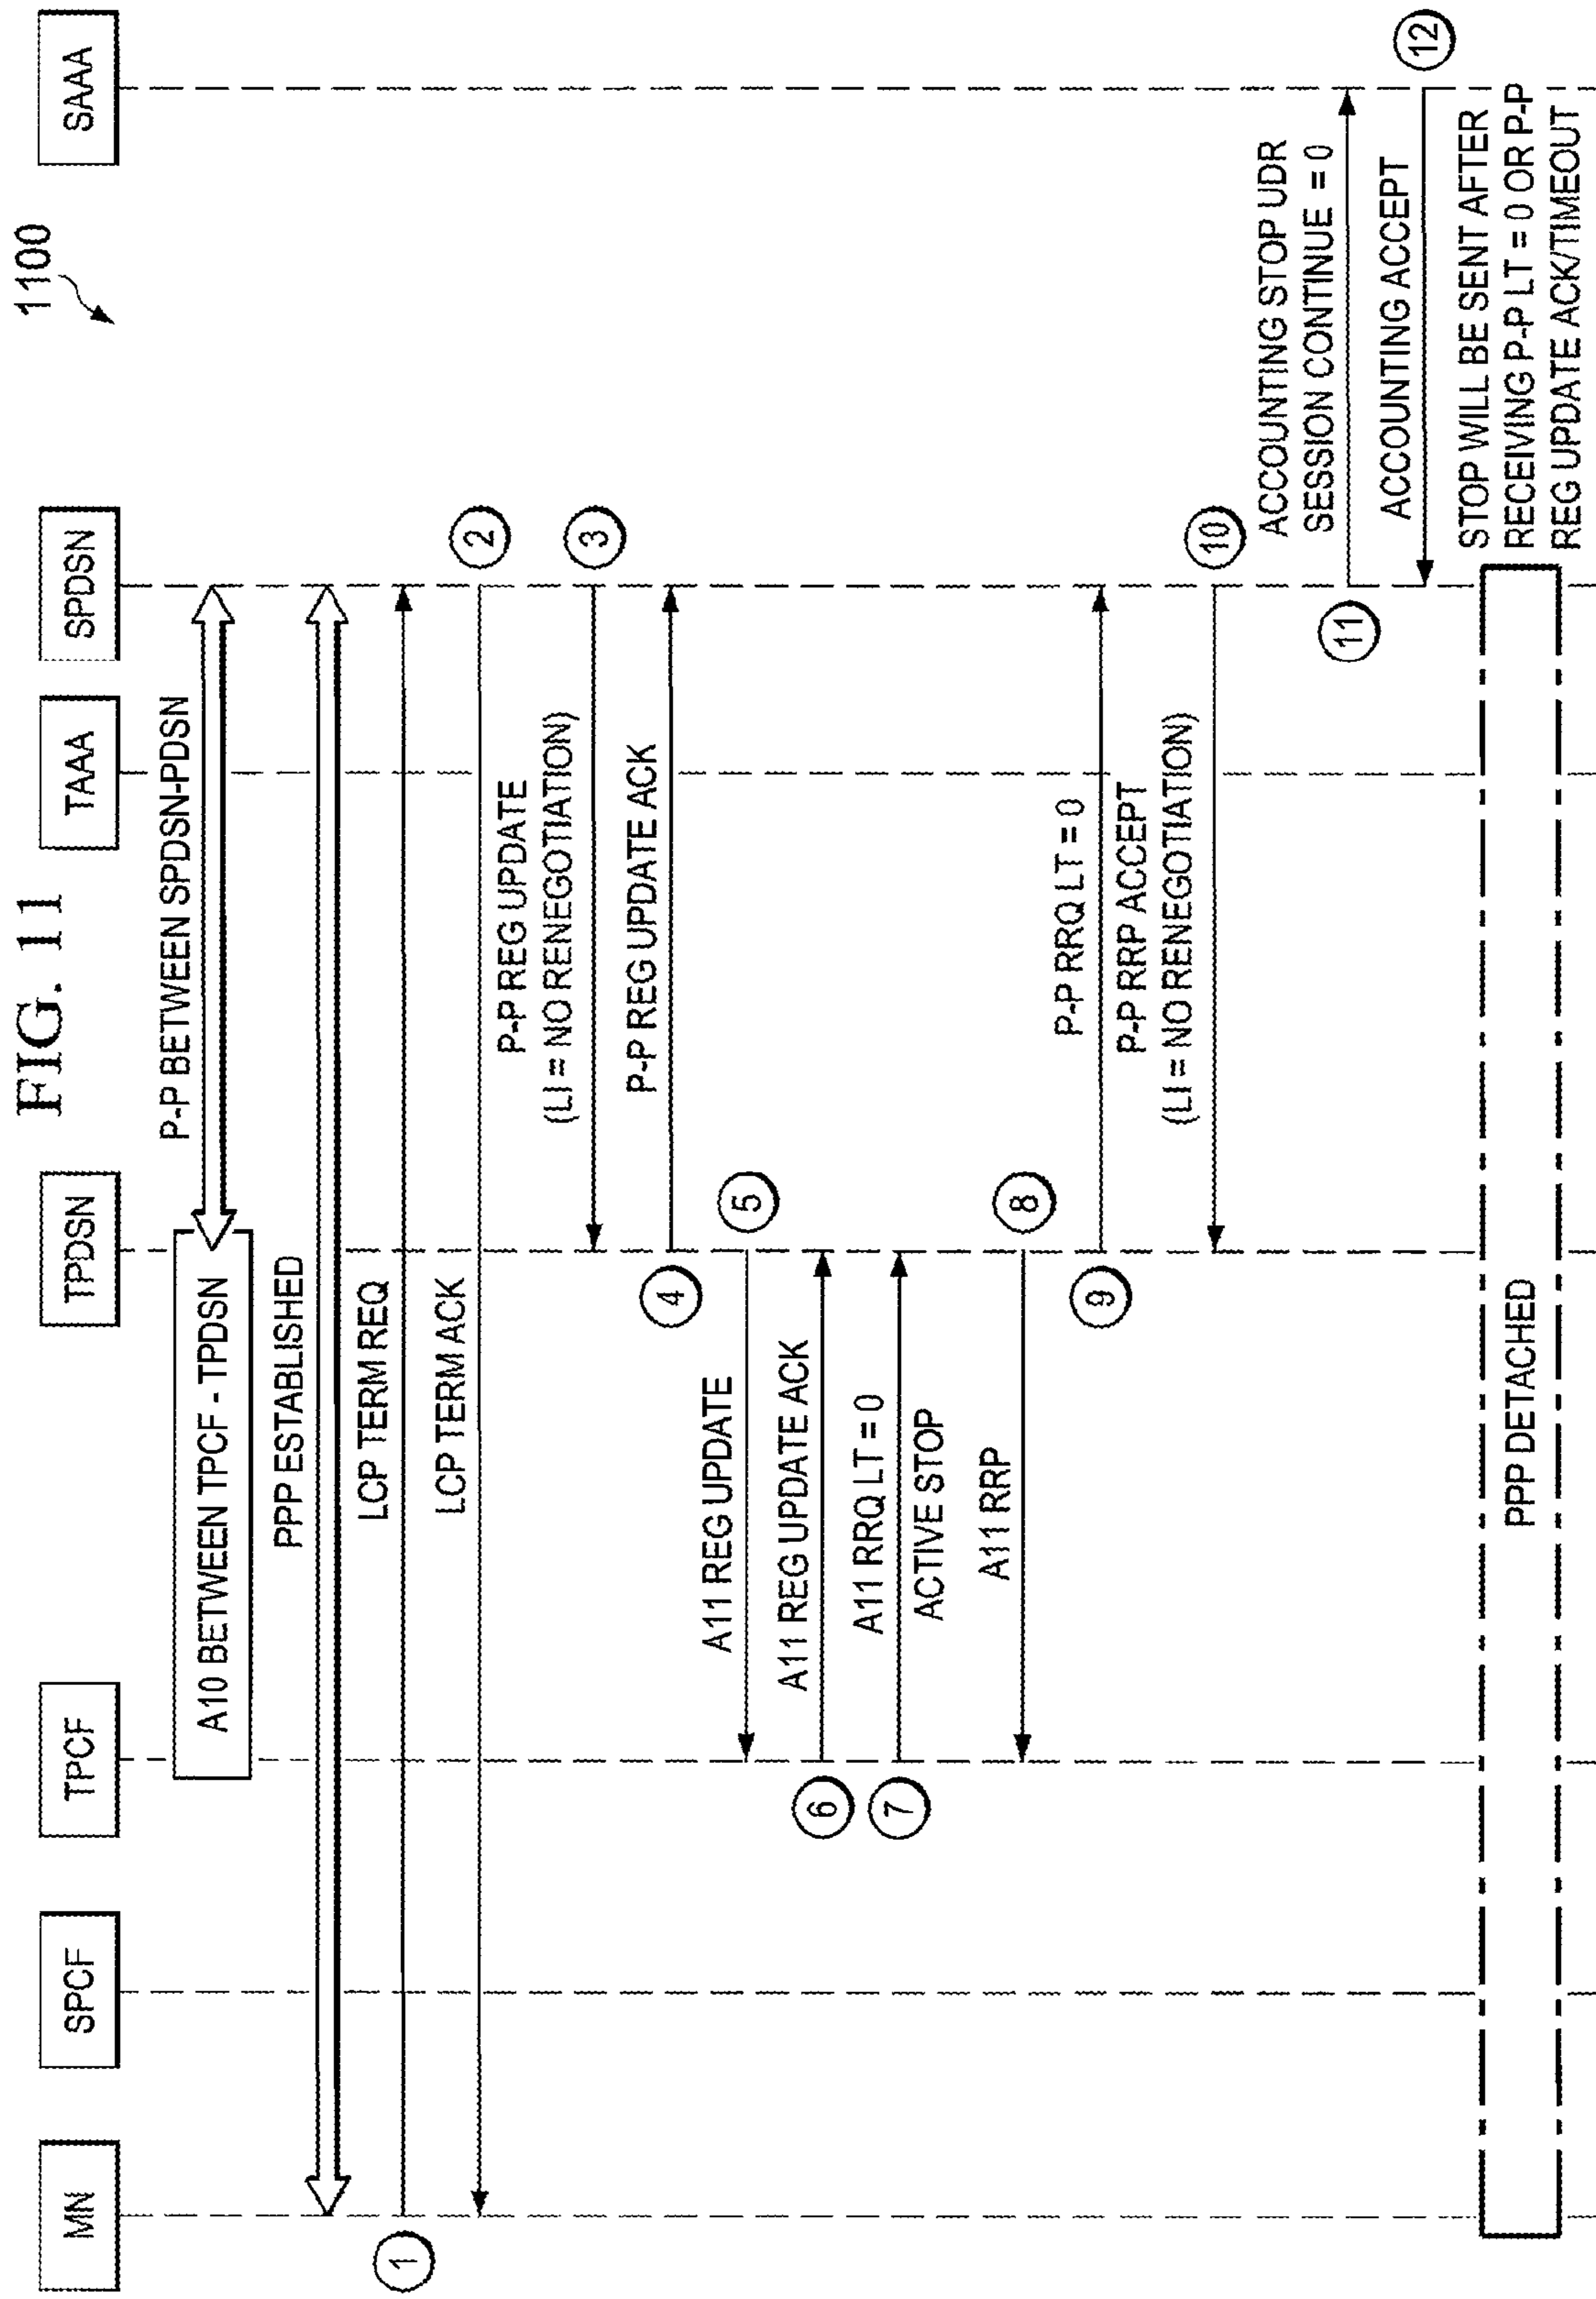 FIG. 11
1100
MN
SPCF
TPCF
TPDSN
TAAA
SPDSN
SAAA
P-P BETWEEN SPDSN-PDSN
A10 BETWEEN TPCF - TPDSN
PPP ESTABLISHED
1
LCP TERM REQ
2
LCP TERM ACK
P-P REG UPDATE
(LI = NO RENEGOTIATION)
3
P-P REG UPDATE ACK
4
A11 REG UPDATE
5
A11 REG UPDATE ACK
6
A11 RRQ LT = 0
7
ACTIVE STOP
A11 RRP
8
P-P RRQ LT = 0
9
P-P RRP ACCEPT
(LI = NO RENEGOTIATION)
10
ACCOUNTING STOP UDR
SESSION CONTINUE = 0
11
ACCOUNTING ACCEPT
12
STOP WILL BE SENT AFTER
RECEIVING P-P LT = 0 OR P-P
REG UPDATE ACK/TIMEOUT
PPP DETACHED